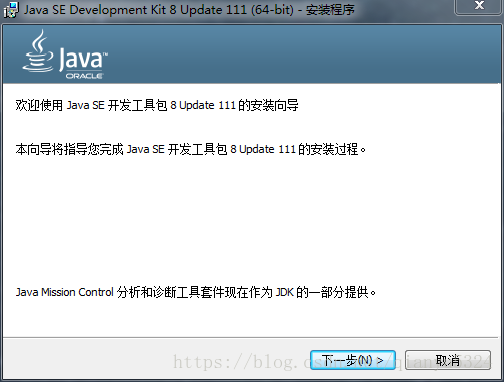 Java SE Development Kit 8 Update 111 (64-bit) - 安装程序
Java™
ORACLE
欢迎使用 Java SE 开发工具包 8 Update 111 的安装向导
本向导将指导您完成 Java SE 开发工具包 8 Update 111 的安装过程。
Java Mission Control 分析和诊断工具套件现在作为 JDK 的一部分提供。
下一步(N) >
取消